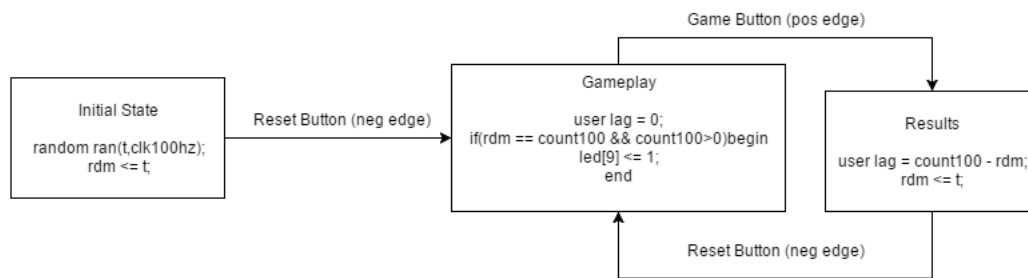 Initial State
random ran(t,clk100hz);
rdm <= t;
Reset Button (neg edge)
Gameplay
user lag = 0;
if(rdm == count100 && count100>0)begin
led[9] <= 1;
end
Game Button (pos edge)
Results
user lag = count100 - rdm;
rdm <= t;
Reset Button (neg edge)